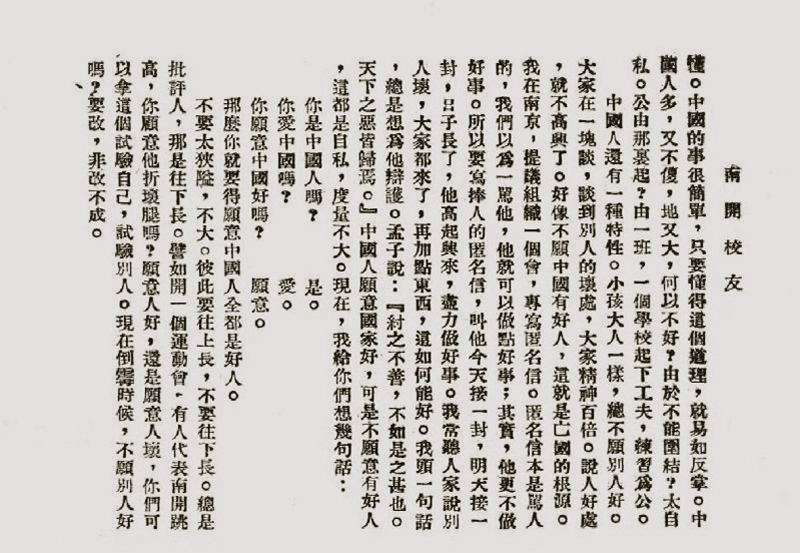 南開校友
懂。中國的事很簡單,只要懂得這個道理,就易如反掌。中
國人多,又不傻,地又大,何以不好?由於不能團結?太自
私。公由那裏起?由一班,一個學校起下工夫,練習爲公。
中國人還有一種特性。小孩大人一樣,總不願別人好。
大家在一塊談,談到別人的壞處,大家精神百倍。說人好處
,就不高興了。好像不願中國有好人,這就是亡國的根源。
我在南京,提議組織一個會,專寫匿名信。匿名信本是罵人
的,我們以爲一罵他,他就可以做點好事;其實,他更不做
好事。所以要寫捧人的匿名信,叫他今天接一封,明天接一
封,日子長了,他高起興來,盡力做好事。我常聽人家說別
人壞,大家都來了,再加點東西,這如何能好。我頭一句話
,總是想爲他辯護。孟子說:『紂之不善,不如是之甚也。
天下之惡皆歸焉。』中國人願意國家好,可是不願意有好人
,這都是自私,度量不大。現在,我給你們想幾句話:
你是中國人嗎? 是。
你愛中國嗎? 愛。
你願意中國好嗎? 願意。
那麼你就要得願意中國人全都是好人。
不要太狹隘,不大。彼此要往上長,不要往下長。總是
批評人,那是往下長。譬如開一個運動會,有人代表南開跳
高,你願意他折壞腿嗎?願意人好,還是願意人壞,你們可
以拿這個試驗自己,試驗別人。現在倒霉時候,不願別人好
嗎?要改,非改不成。